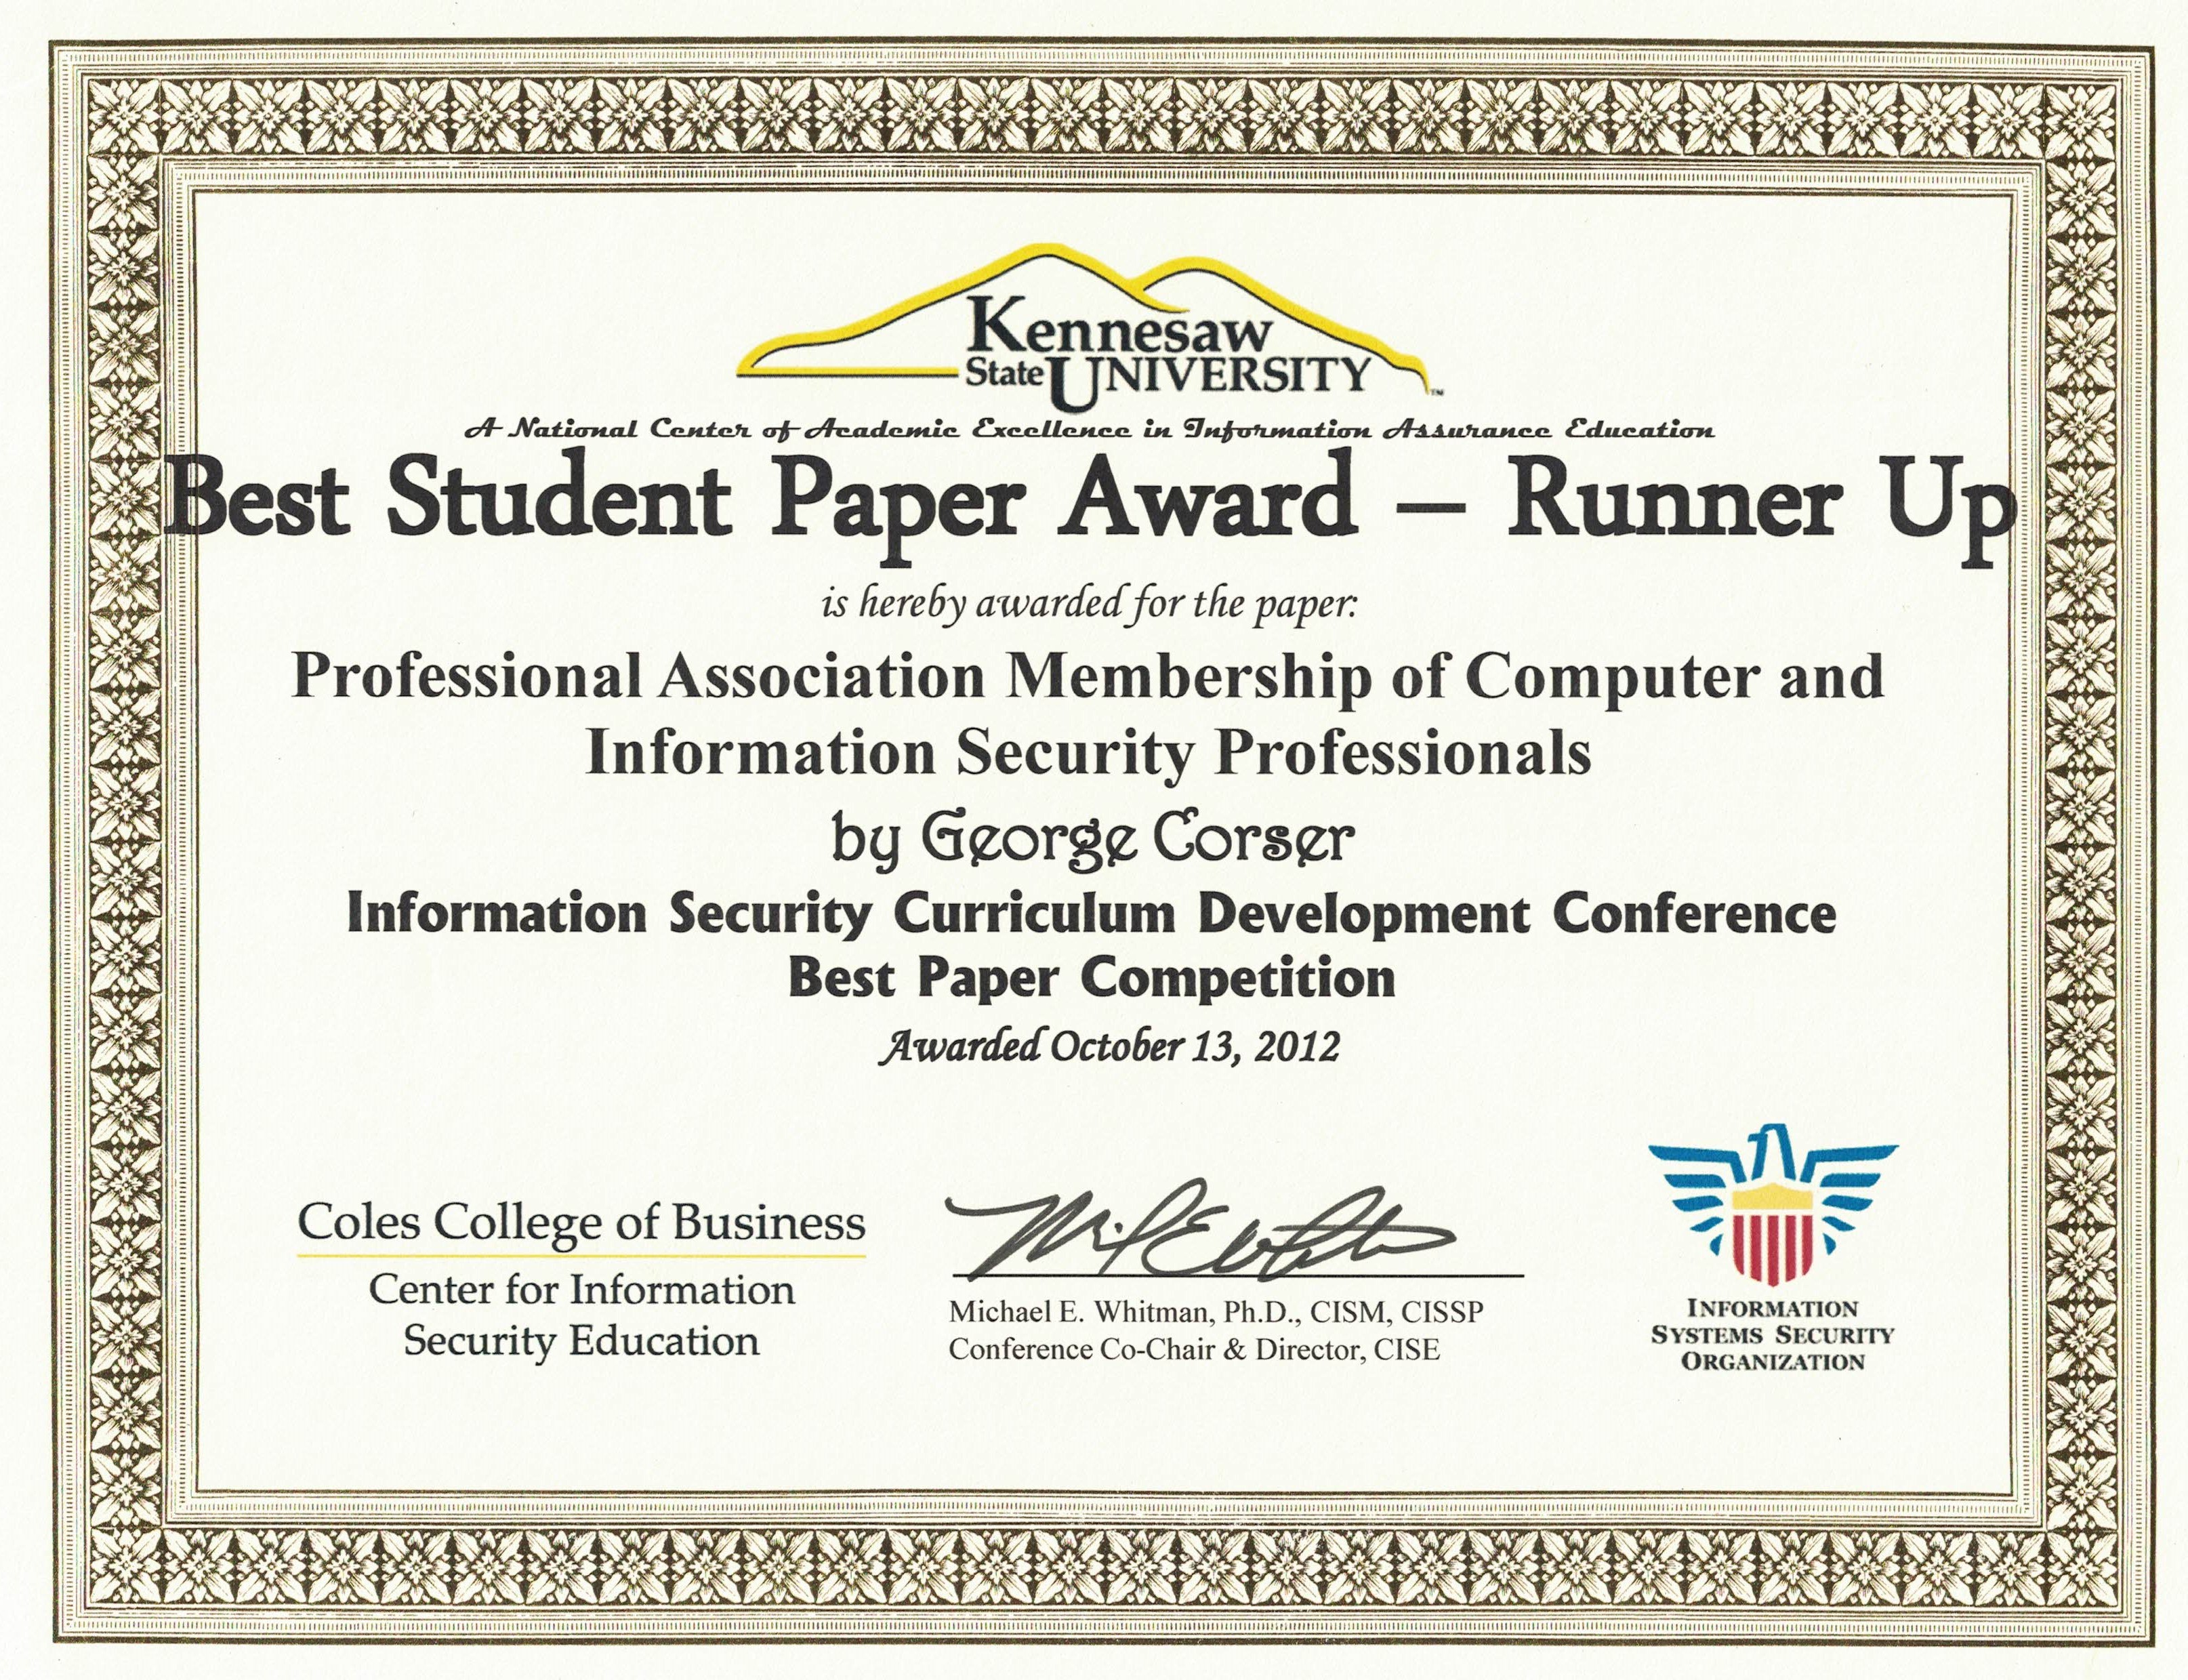 Kennesaw
State UNIVERSITY ™
A National Center of Academic Excellence in Information Assurance Education
Best Student Paper Award – Runner Up
is hereby awarded for the paper:
Professional Association Membership of Computer and
Information Security Professionals
by George Corser
Information Security Curriculum Development Conference
Best Paper Competition
Awarded October 13, 2012
Coles College of Business
Center for Information
Security Education
Michael E. Whitman, Ph.D., CISM, CISSP
Conference Co-Chair & Director, CISE
INFORMATION
SYSTEMS SECURITY
ORGANIZATION